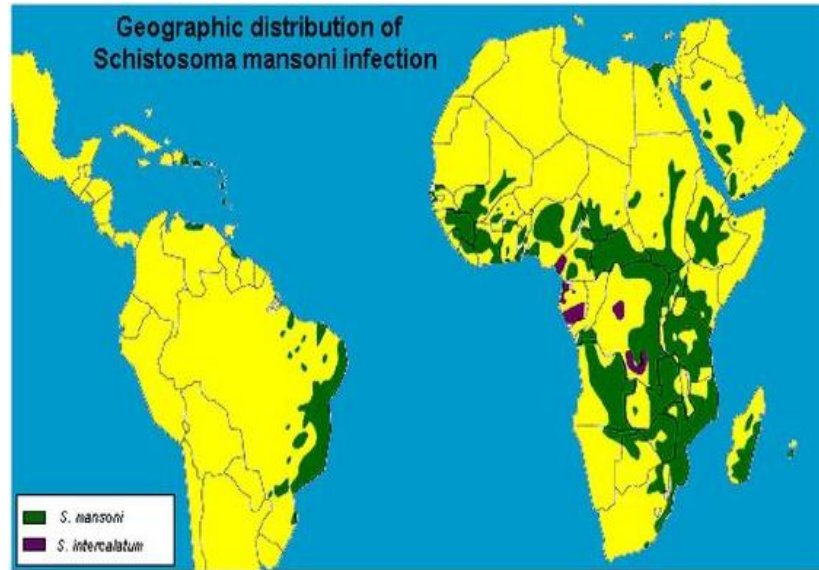 Geographic distribution of
Schistosoma mansoni infection
S. mansoni
S. intercalatum